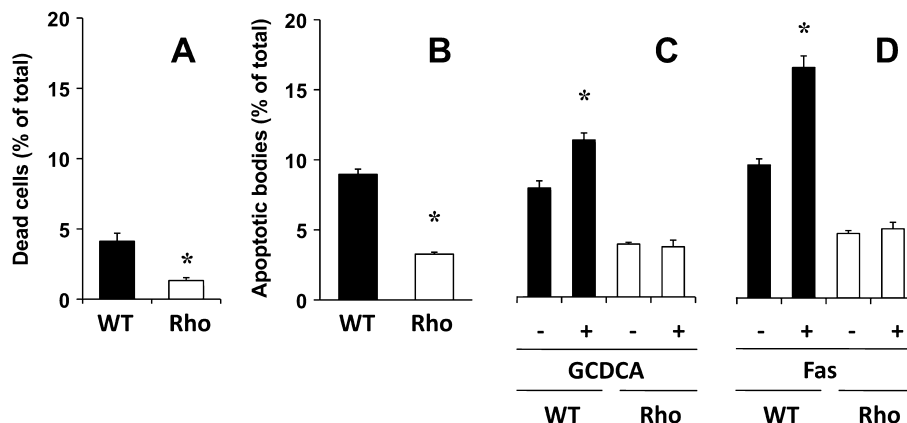 20
15
10
5
0
Dead cells (% of total)
A
*
WT Rho
20
15
10
5
0
Apoptotic bodies (% of total)
B
*
WT Rho
C
*
- + - +
GCDCA
WT Rho
D
*
- + - +
Fas
WT Rho